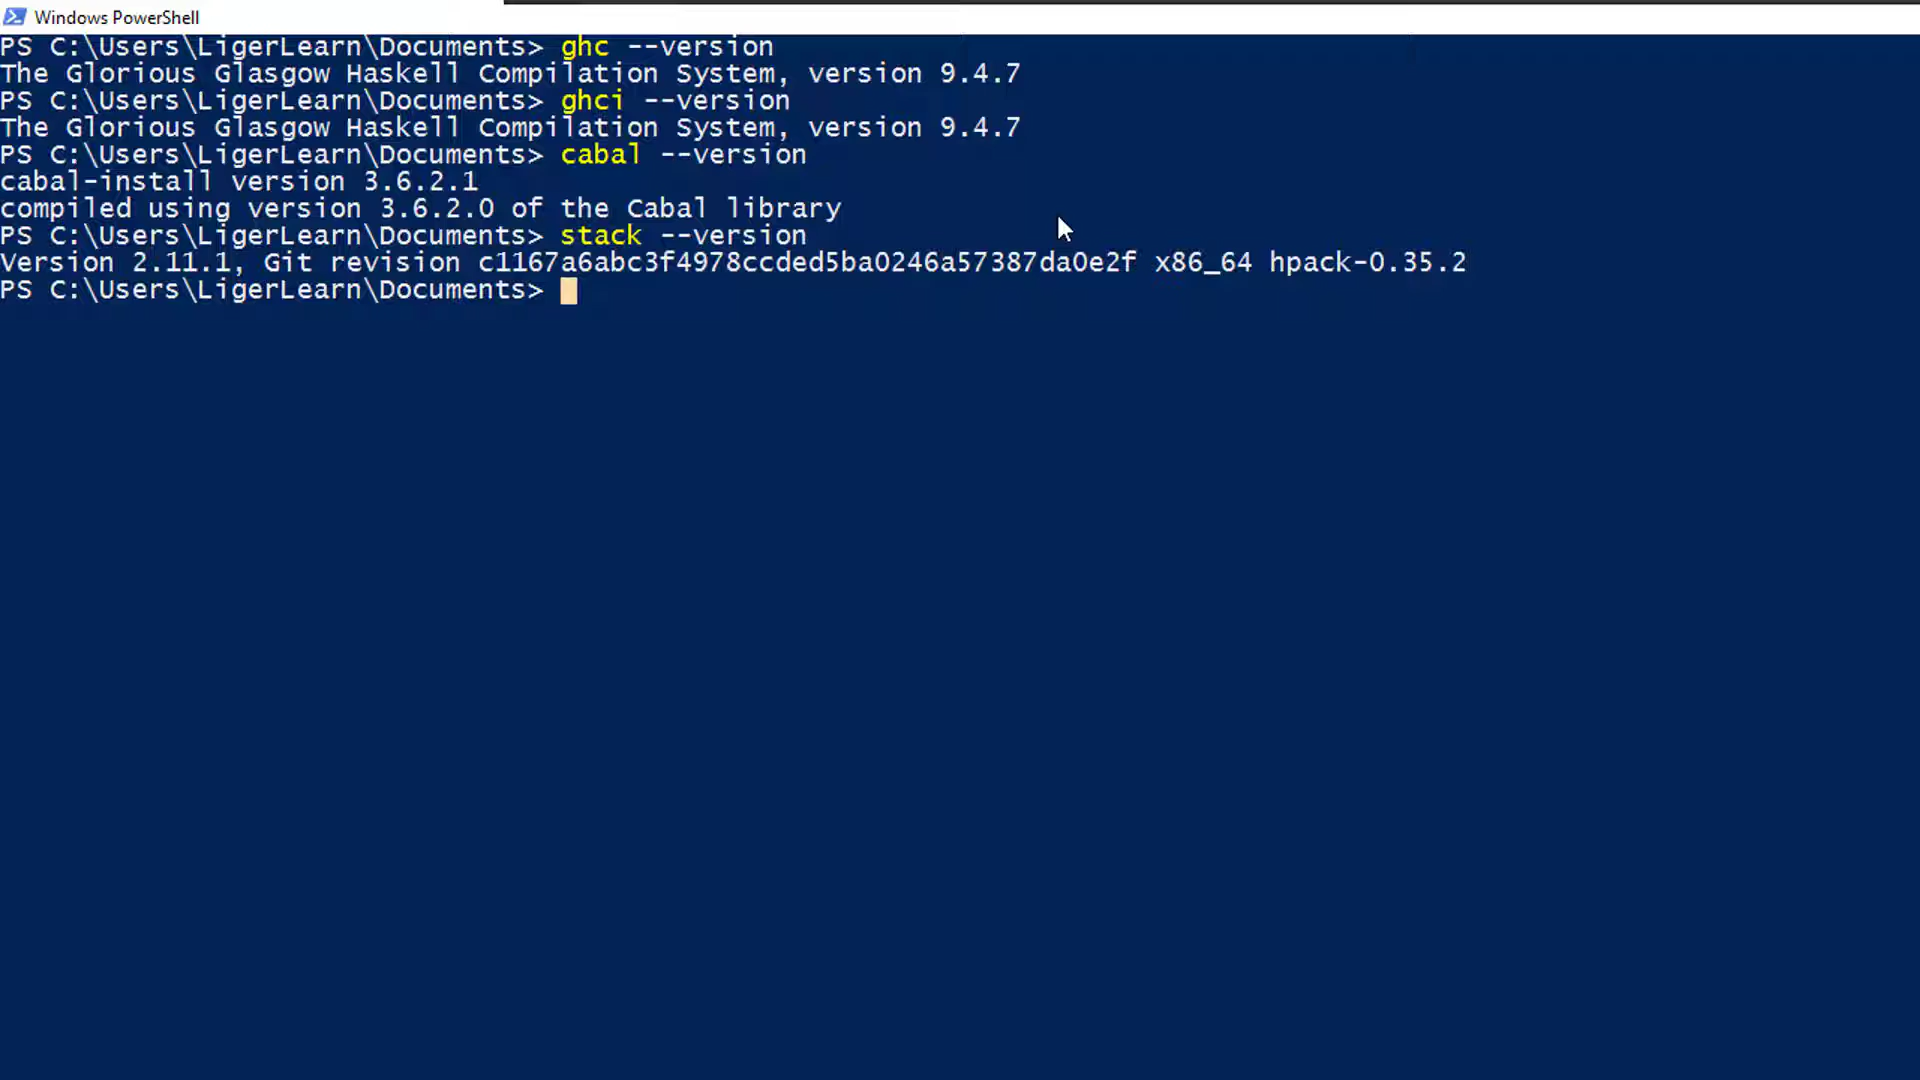 Windows PowerShell
PS C:\Users\LigerLearn\Documents> ghc --version
The Glorious Glasgow Haskell Compilation System, version 9.4.7
PS C:\Users\LigerLearn\Documents> ghci --version
The Glorious Glasgow Haskell Compilation System, version 9.4.7
PS C:\Users\LigerLearn\Documents> cabal --version
cabal-install version 3.6.2.1
compiled using version 3.6.2.0 of the Cabal library
PS C:\Users\LigerLearn\Documents> stack --version
Version 2.11.1, Git revision c1167a6abc3f4978ccded5ba0246a57387da0e2f x86_64 hpack-0.35.2
PS C:\Users\LigerLearn\Documents>